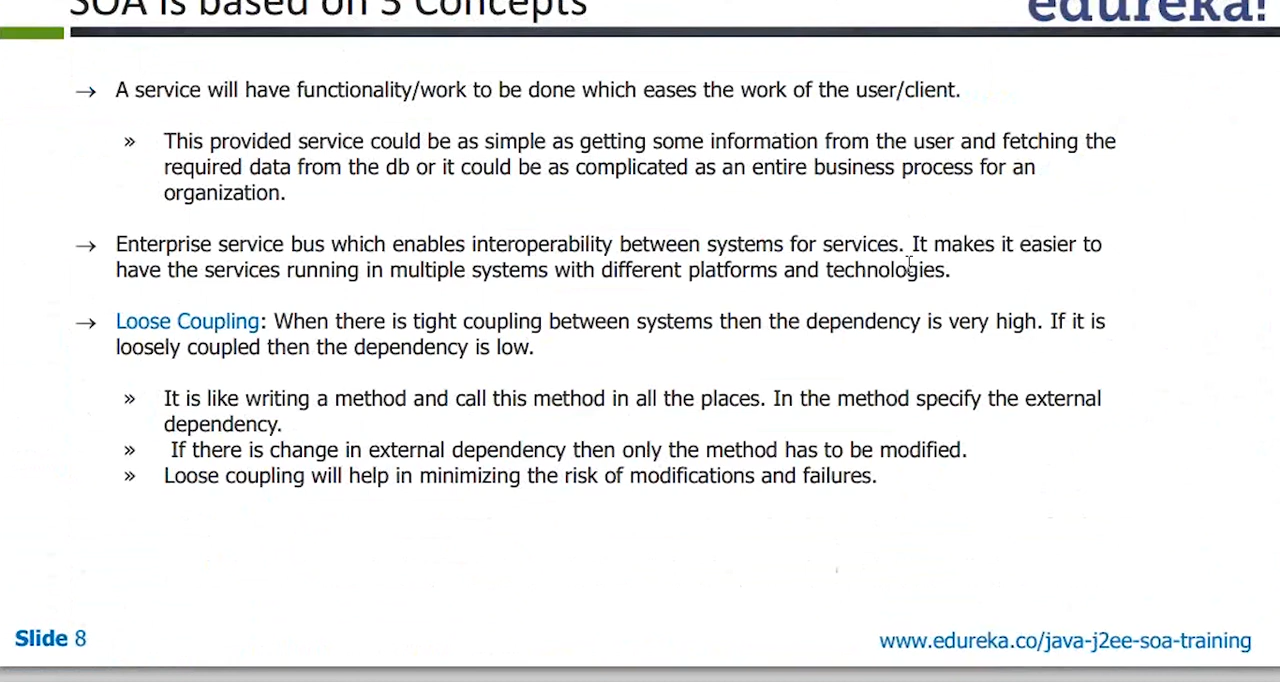 SOA is based on 3 Concepts
edureka!
→ A service will have functionality/work to be done which eases the work of the user/client.
» This provided service could be as simple as getting some information from the user and fetching the
required data from the db or it could be as complicated as an entire business process for an
organization.
→ Enterprise service bus which enables interoperability between systems for services. It makes it easier to
have the services running in multiple systems with different platforms and technologies.
→ Loose Coupling: When there is tight coupling between systems then the dependency is very high. If it is
loosely coupled then the dependency is low.
» It is like writing a method and call this method in all the places. In the method specify the external
dependency.
» If there is change in external dependency then only the method has to be modified.
» Loose coupling will help in minimizing the risk of modifications and failures.
Slide 8
www.edureka.co/java-j2ee-soa-training